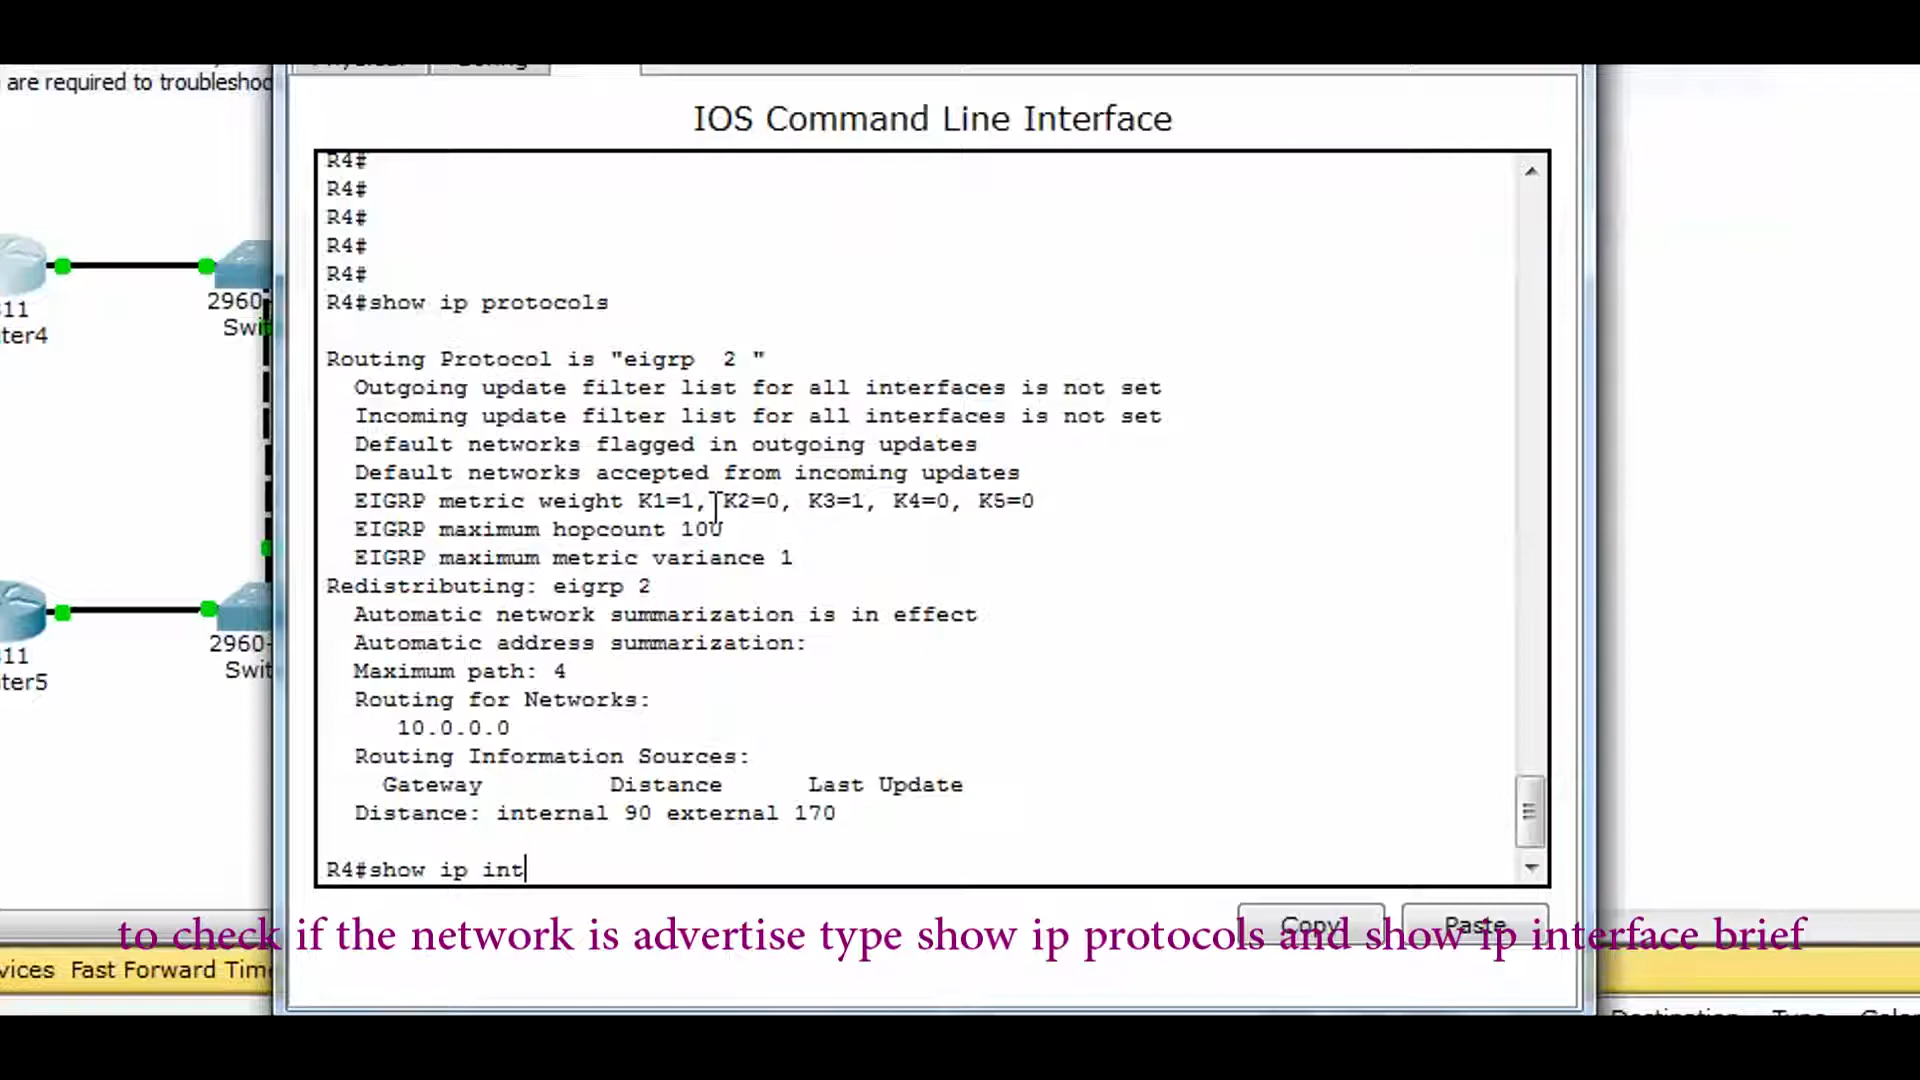 are required to troubleshoo
IOS Command Line Interface
R4#
R4#
R4#
R4#
R4#
R4#show ip protocols
Routing Protocol is "eigrp  2 "
Outgoing update filter list for all interfaces is not set
Incoming update filter list for all interfaces is not set
Default networks flagged in outgoing updates
Default networks accepted from incoming updates
EIGRP metric weight K1=1, K2=0, K3=1, K4=0, K5=0
EIGRP maximum hopcount 100
EIGRP maximum metric variance 1
Redistributing: eigrp 2
Automatic network summarization is in effect
Automatic address summarization:
Maximum path: 4
Routing for Networks:
10.0.0.0
Routing Information Sources:
Gateway Distance Last Update
Distance: internal 90 external 170
R4#show ip int
11
ter4
2960-
Swit
11
ter5
2960-
Swit
Copy Paste
to check if the network is advertise type show ip protocols and show ip interface brief
vices Fast Forward Time